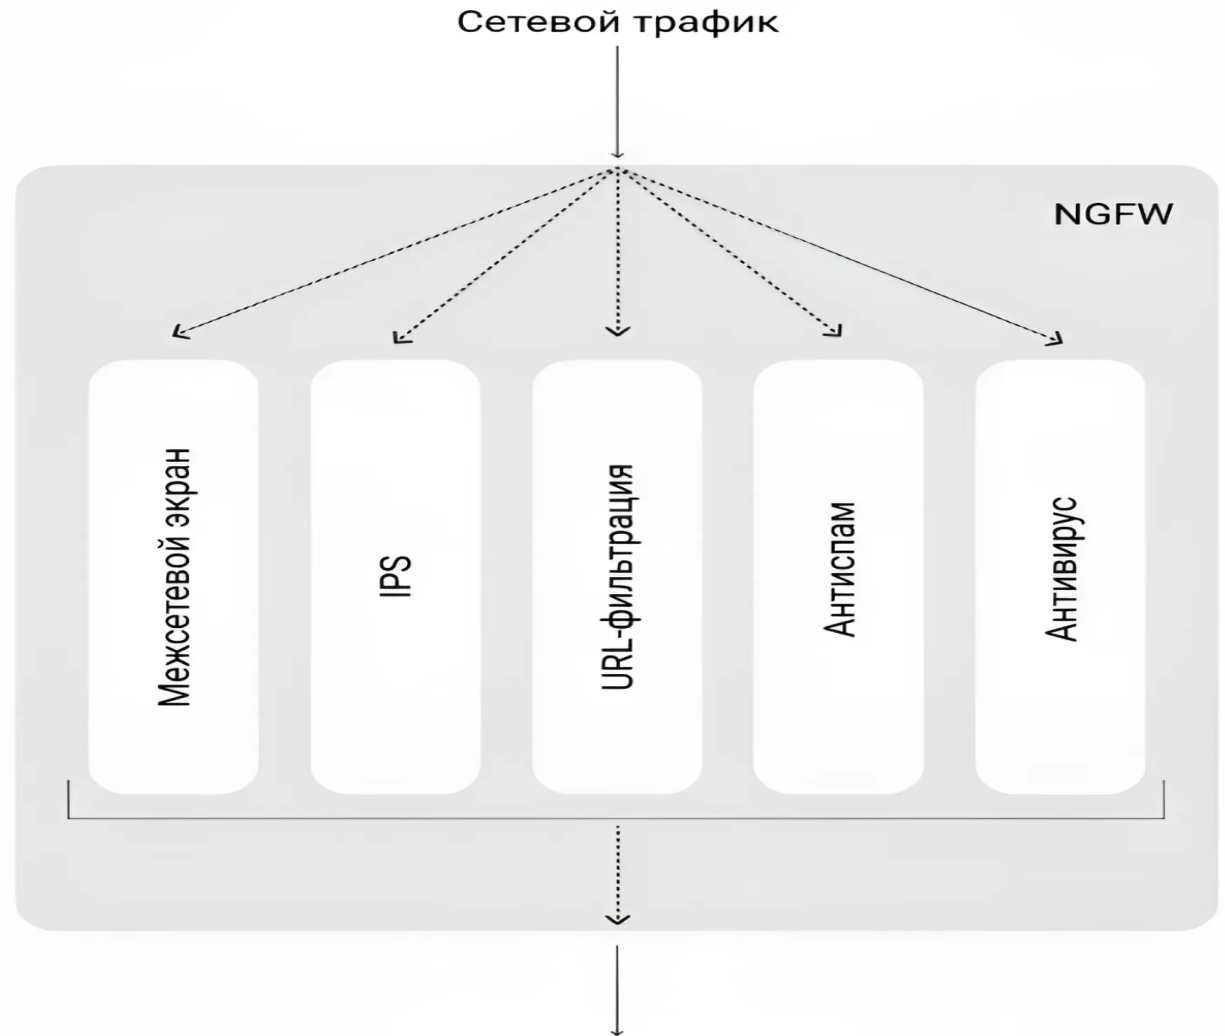 Сетевой трафик
NGFW
Межсетевой экран
IPS
URL-фильтрация
Антиспам
Антивирус